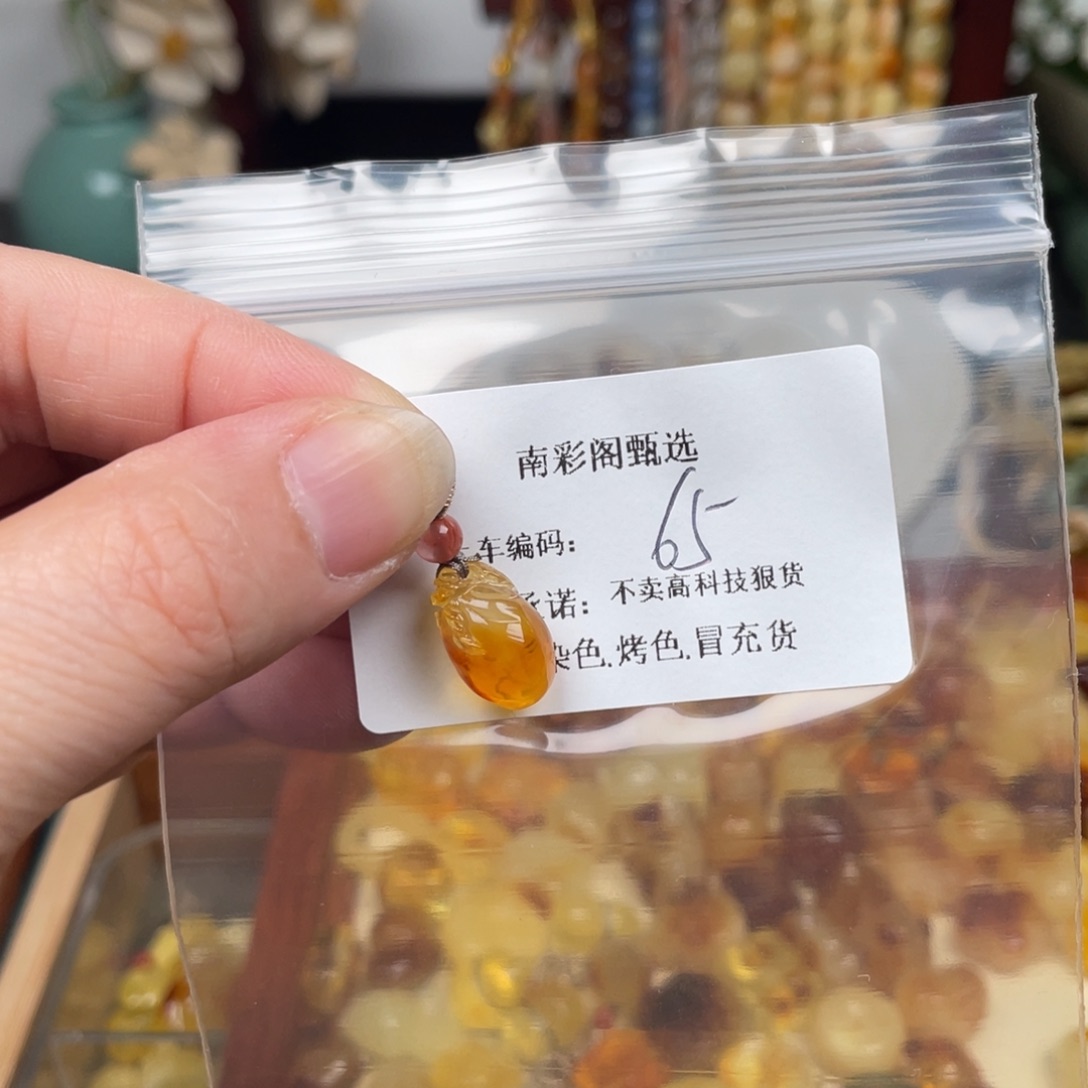 南彩阁甄选
车编码: 65
承诺: 不卖高科技狠货
染色.烤色.冒充货